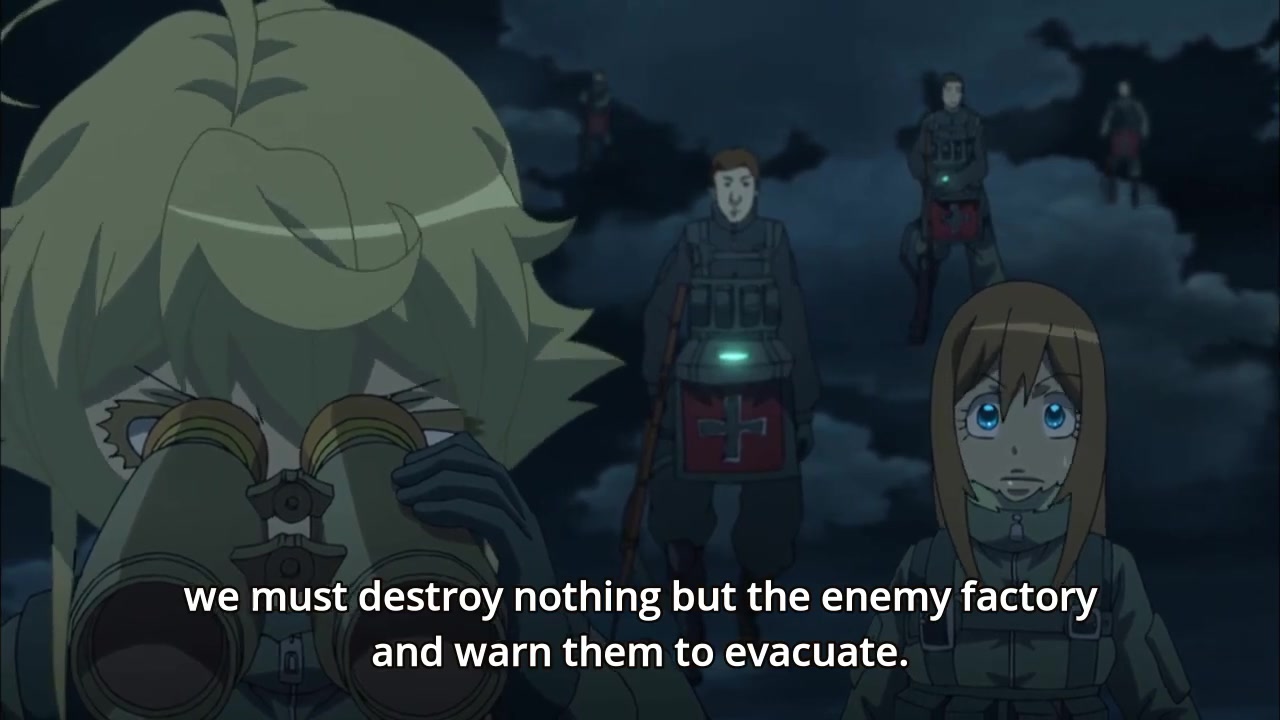 we must destroy nothing but the enemy factory
and warn them to evacuate.